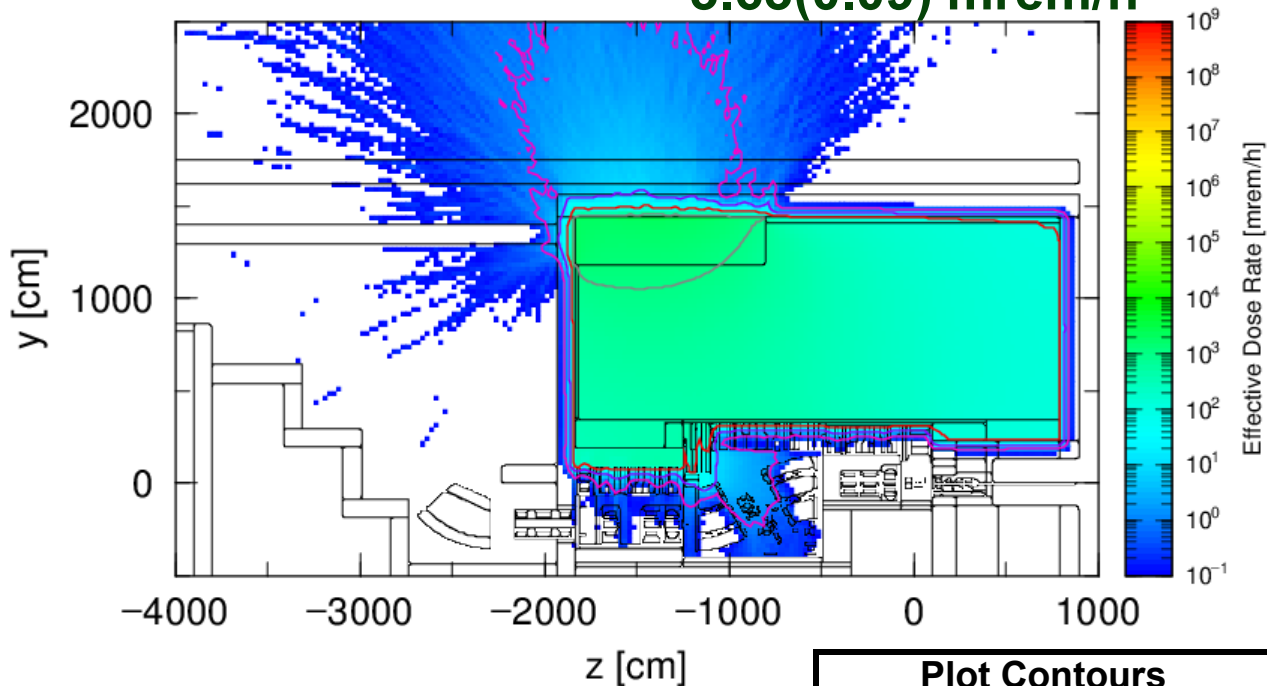 mrem/h
10⁹
10⁸
2000
10⁷
10⁶
10⁵
1000
10⁴
10³
10²
10¹
0
10⁰
10⁻¹
y [cm]
Effective Dose Rate [mrem/h]
−4000 −3000 −2000 −1000 0 1000
z [cm]
Plot Contours